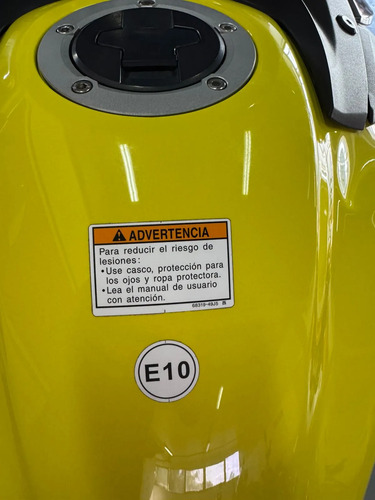 ⚠ ADVERTENCIA
Para reducir el riesgo de
lesiones:
•Use casco, protección para
los ojos y ropa protectora.
•Lea el manual de usuario
con atención.
E10